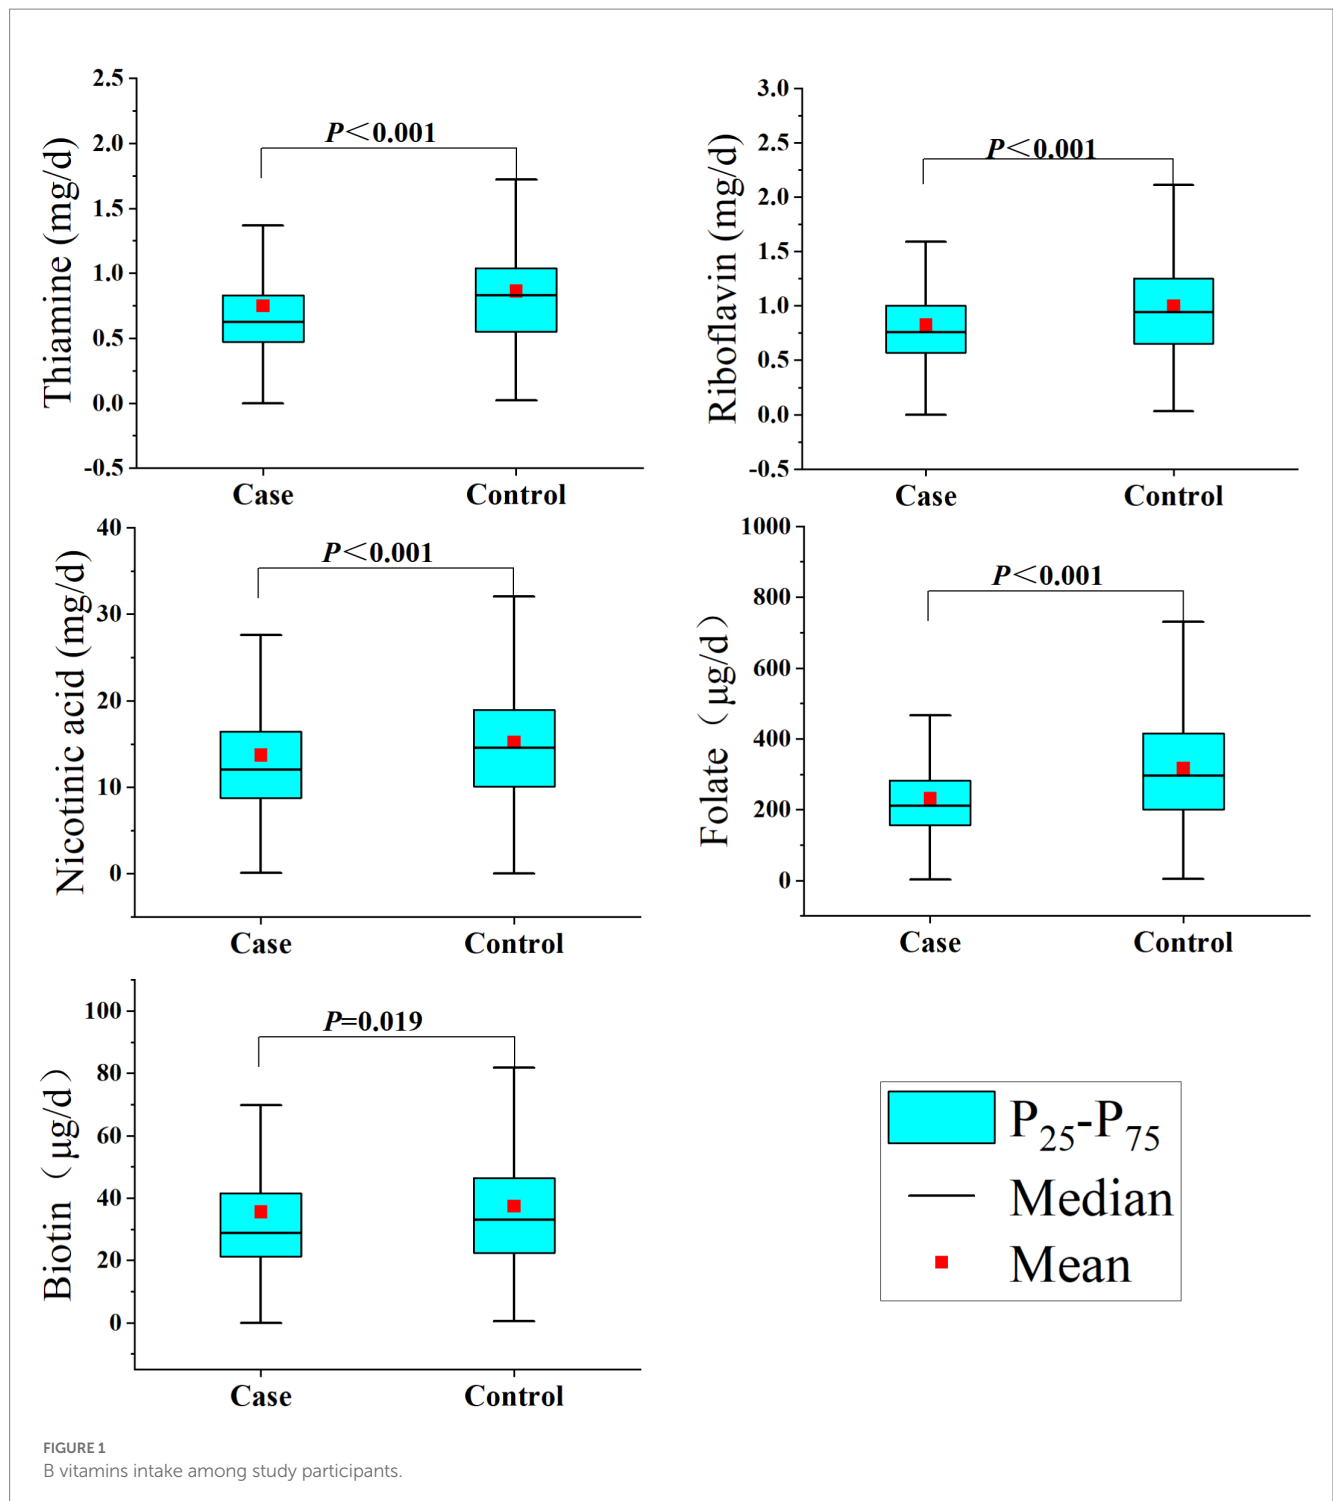 Thiamine (mg/d)
2.5
2.0
1.5
1.0
0.5
0.0
-0.5
P<0.001
Case Control
Riboflavin (mg/d)
3.0
2.5
2.0
1.5
1.0
0.5
0.0
-0.5
P<0.001
Case Control
Nicotinic acid (mg/d)
40
30
20
10
0
P<0.001
Case Control
Folate（μg/d）
1000
800
600
400
200
0
P<0.001
Case Control
Biotin（μg/d）
100
80
60
40
20
0
P=0.019
Case Control
P25-P75
Median
Mean
FIGURE 1
B vitamins intake among study participants.